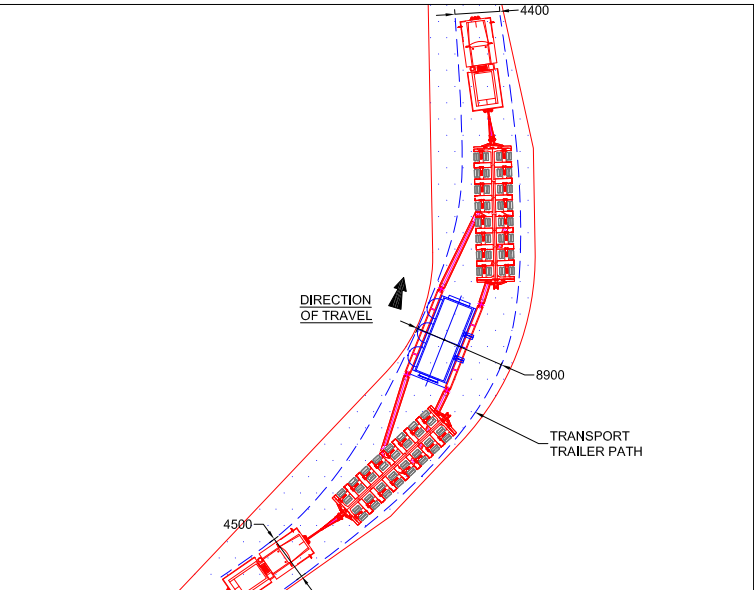 4400
DIRECTION
OF TRAVEL
8900
TRANSPORT
TRAILER PATH
4500